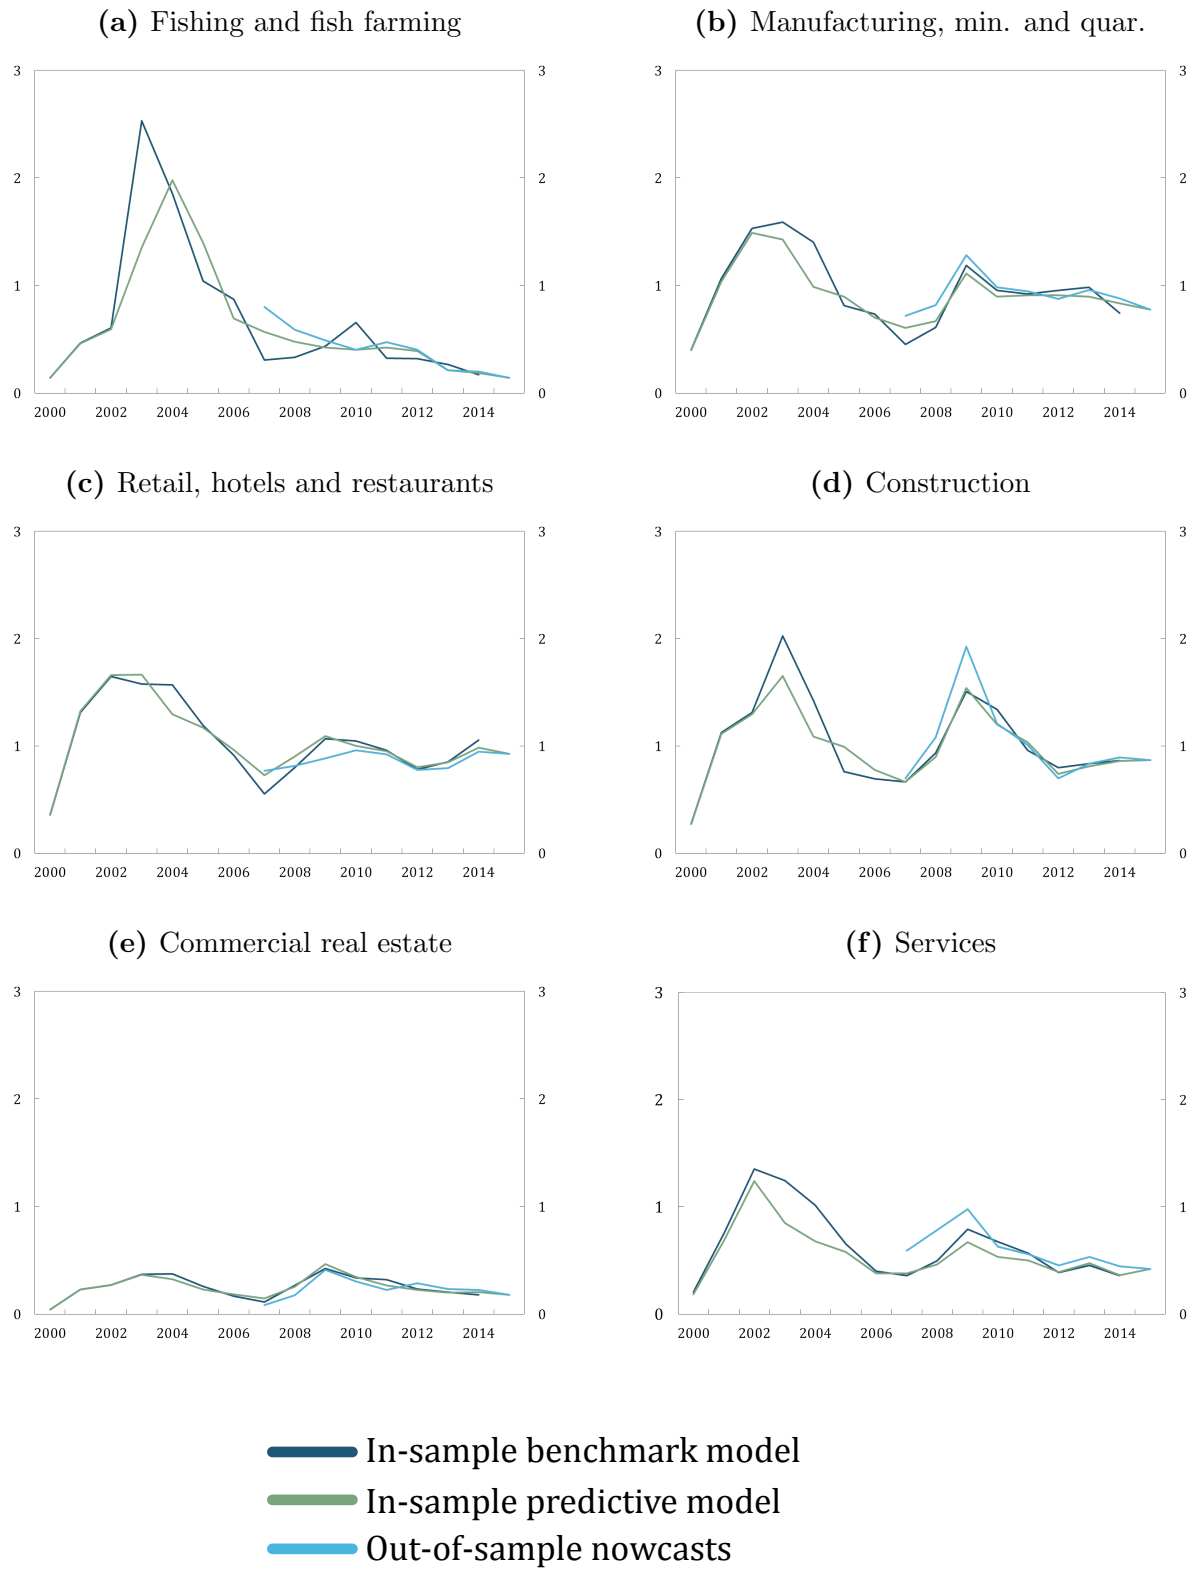 (a) Fishing and fish farming
(b) Manufacturing, min. and quar.
3 3 3 3
2 2 2 2
1 1 1 1
0 0 0 0
2000 2002 2004 2006 2008 2010 2012 2014
2000 2002 2004 2006 2008 2010 2012 2014
(c) Retail, hotels and restaurants
(d) Construction
3 3 3 3
2 2 2 2
1 1 1 1
0 0 0 0
2000 2002 2004 2006 2008 2010 2012 2014
2000 2002 2004 2006 2008 2010 2012 2014
(e) Commercial real estate
(f) Services
3 3 3 3
2 2 2 2
1 1 1 1
0 0 0 0
2000 2002 2004 2006 2008 2010 2012 2014
2000 2002 2004 2006 2008 2010 2012 2014
In-sample benchmark model
In-sample predictive model
Out-of-sample nowcasts